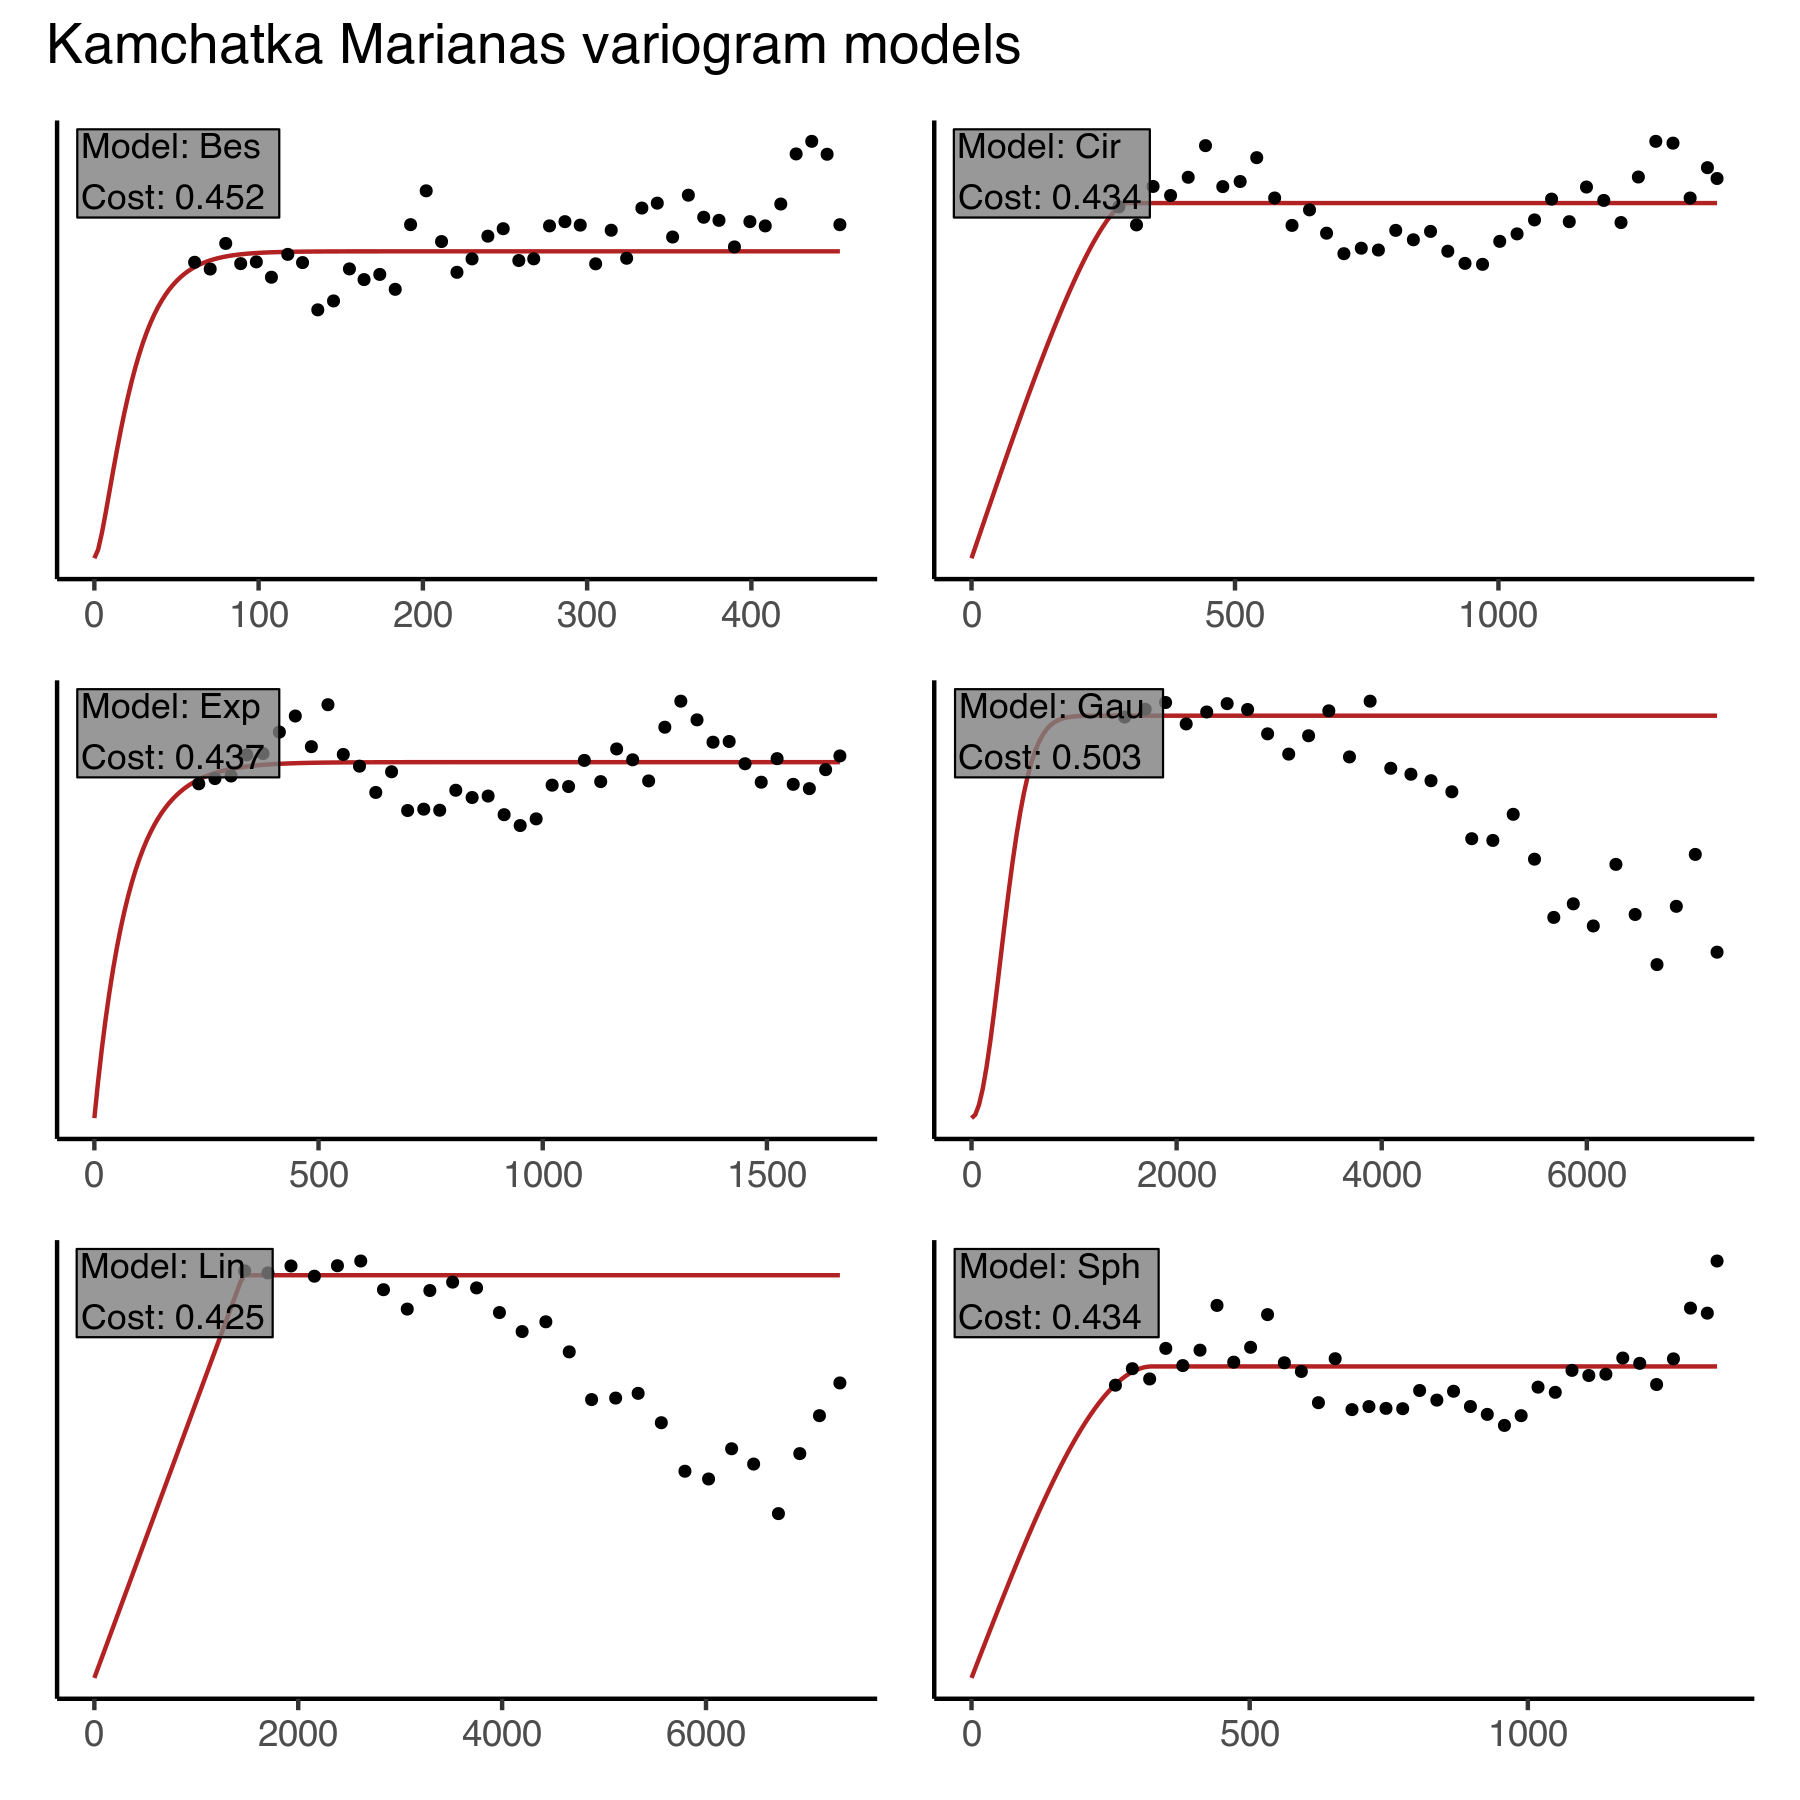 Kamchatka Marianas variogram models
Model: Bes
Cost: 0.452
0 100 200 300 400
Model: Cir
Cost: 0.434
0 500 1000
Model: Exp
Cost: 0.437
0 500 1000 1500
Model: Gau
Cost: 0.503
0 2000 4000 6000
Model: Lin
Cost: 0.425
0 2000 4000 6000
Model: Sph
Cost: 0.434
0 500 1000